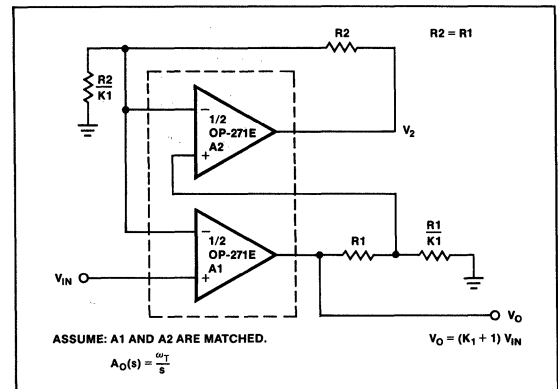 R2 = R1
R2
R2
K1
−
1/2
OP-271E
A2
+
V2
−
1/2
OP-271E
A1
+
R1
R1
K1
VIN
VO
ASSUME: A1 AND A2 ARE MATCHED.
AO(s) = ωT
s
VO = (K1 + 1) VIN